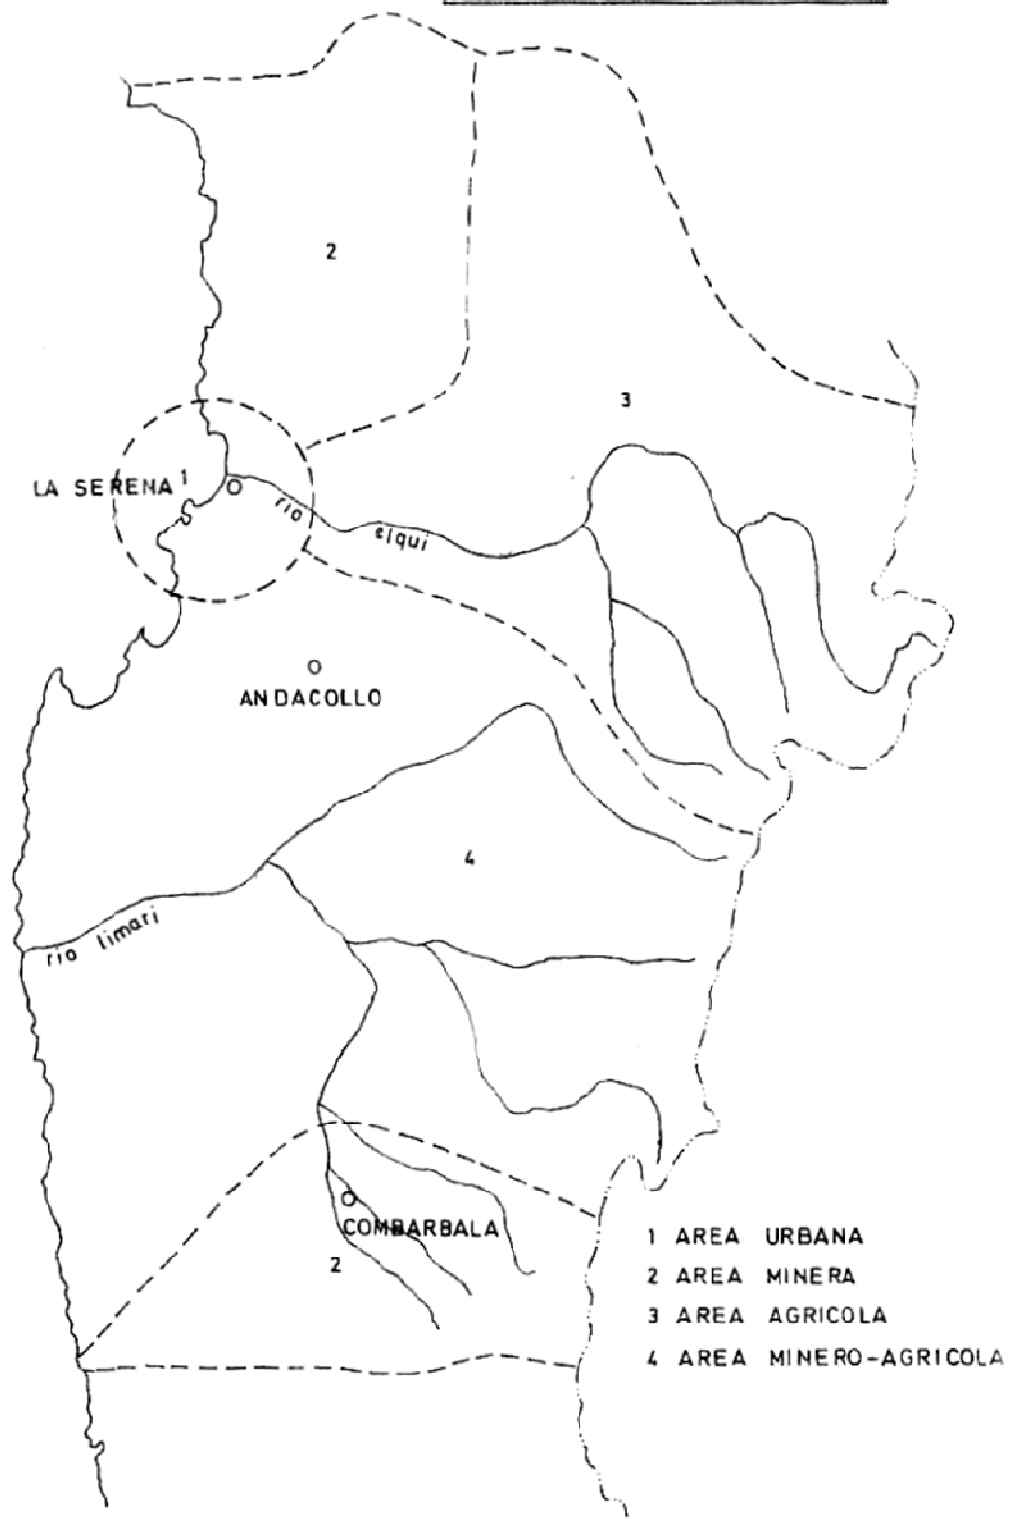 2
3
LA SERENA 1
rio elqui
ANDACOLLO
4
rio limari
COMBARBALA
2
1 AREA URBANA
2 AREA MINERA
3 AREA AGRICOLA
4 AREA MINERO-AGRICOLA